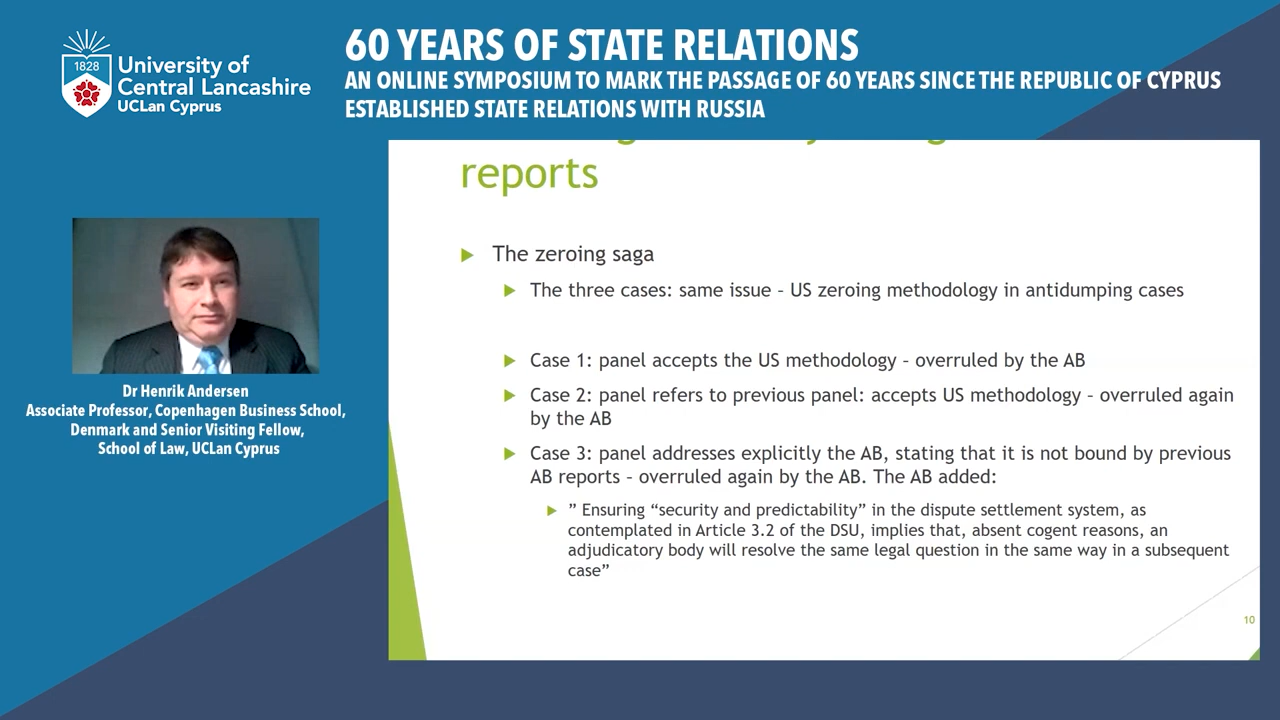 1828
University of
Central Lancashire
UCLan Cyprus
60 YEARS OF STATE RELATIONS
AN ONLINE SYMPOSIUM TO MARK THE PASSAGE OF 60 YEARS SINCE THE REPUBLIC OF CYPRUS
ESTABLISHED STATE RELATIONS WITH RUSSIA
Dr Henrik Andersen
Associate Professor, Copenhagen Business School,
Denmark and Senior Visiting Fellow,
School of Law, UCLan Cyprus
reports
The zeroing saga
The three cases: same issue – US zeroing methodology in antidumping cases
Case 1: panel accepts the US methodology – overruled by the AB
Case 2: panel refers to previous panel: accepts US methodology – overruled again
by the AB
Case 3: panel addresses explicitly the AB, stating that it is not bound by previous
AB reports – overruled again by the AB. The AB added:
” Ensuring “security and predictability” in the dispute settlement system, as
contemplated in Article 3.2 of the DSU, implies that, absent cogent reasons, an
adjudicatory body will resolve the same legal question in the same way in a subsequent
case”
10